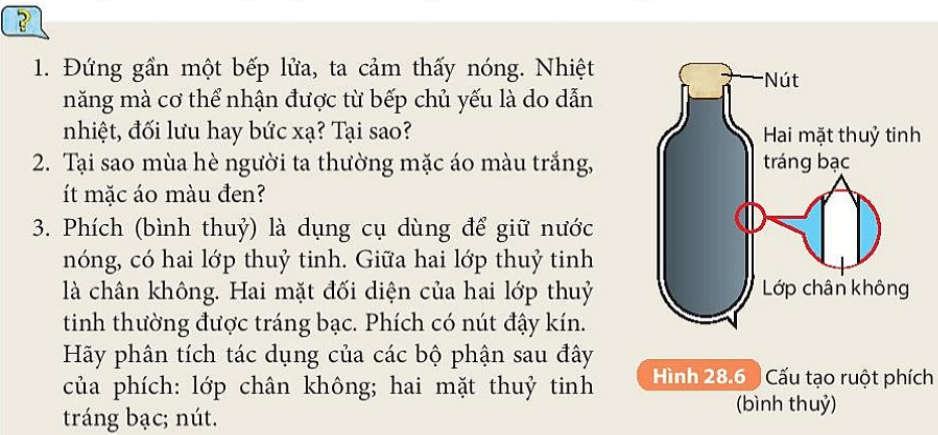 ?
1. Đứng gần một bếp lửa, ta cảm thấy nóng. Nhiệt
năng mà cơ thể nhận được từ bếp chủ yếu là do dẫn
nhiệt, đối lưu hay bức xạ? Tại sao?
2. Tại sao mùa hè người ta thường mặc áo màu trắng,
ít mặc áo màu đen?
3. Phích (bình thuỷ) là dụng cụ dùng để giữ nước
nóng, có hai lớp thuỷ tinh. Giữa hai lớp thuỷ tinh
là chân không. Hai mặt đối diện của hai lớp thuỷ
tinh thường được tráng bạc. Phích có nút đậy kín.
Hãy phân tích tác dụng của các bộ phận sau đây
của phích: lớp chân không; hai mặt thuỷ tinh
tráng bạc; nút.
Nút
Hai mặt thuỷ tinh
tráng bạc
Lớp chân không
Hình 28.6 Cấu tạo ruột phích
(bình thuỷ)